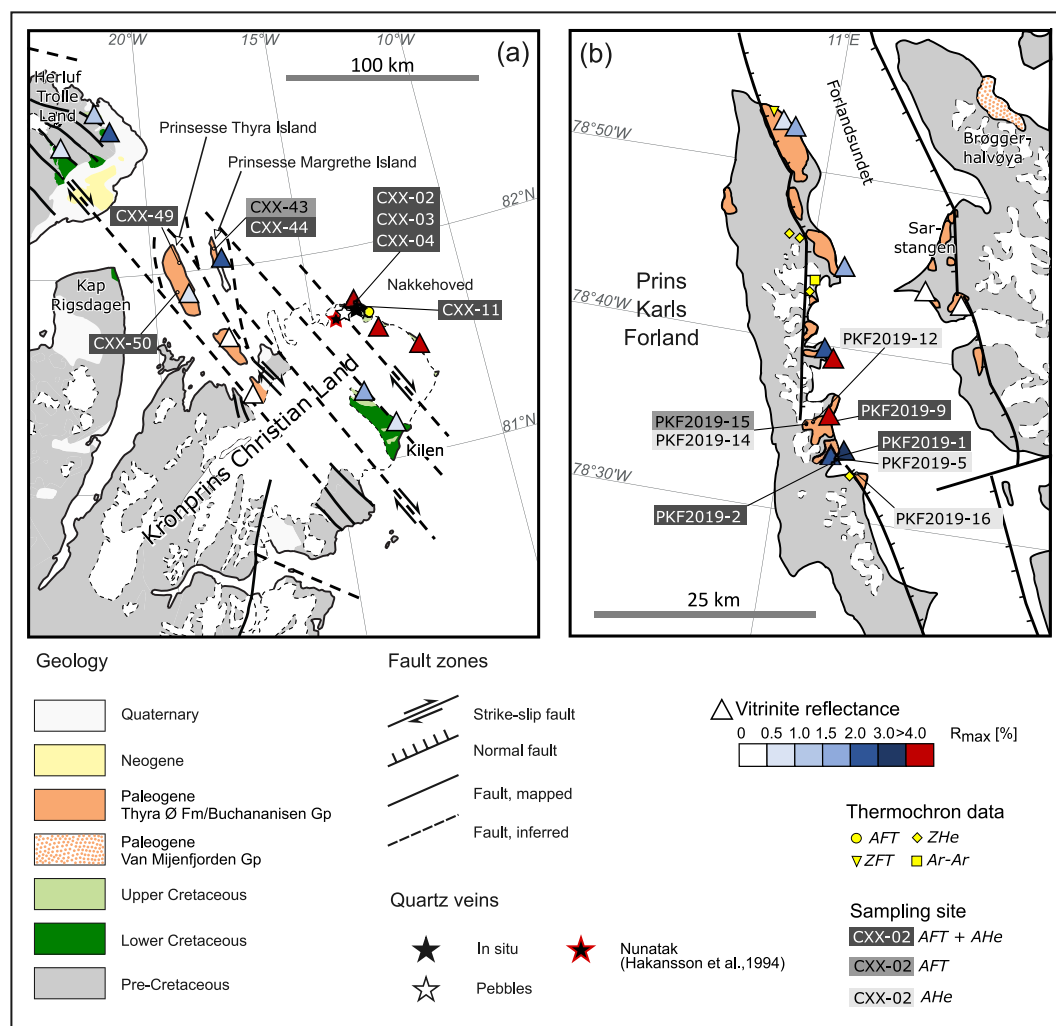 20°W
15°W
10°W
(a)
100 km
Herluf
Trolle
Land
Prinsesse Thyra Island
Prinsesse Margrethe Island
CXX-49
CXX-43
CXX-44
CXX-02
CXX-03
CXX-04
82°N
Kap
Rigsdagen
Nakkehoved
CXX-11
CXX-50
Kronprins Christian Land
Kilen
81°N
11°E
(b)
78°50'W
Forlandsundet
Brøgger-
halvøya
Sar-
stangen
Prins
Karls
Forland
78°40'W
PKF2019-12
PKF2019-15
PKF2019-14
PKF2019-9
PKF2019-1
PKF2019-5
78°30'W
PKF2019-2
PKF2019-16
25 km
Geology
Quaternary
Neogene
Paleogene
Thyra Ø Fm/Buchananisen Gp
Paleogene
Van Mijenfjorden Gp
Upper Cretaceous
Lower Cretaceous
Pre-Cretaceous
Fault zones
Strike-slip fault
Normal fault
Fault, mapped
Fault, inferred
Quartz veins
In situ
Pebbles
Nunatak
(Hakansson et al.,1994)
Vitrinite reflectance
0 0.5 1.0 1.5 2.0 3.0 >4.0 Rmax [%]
Thermochron data
AFT ZHe
ZFT Ar-Ar
Sampling site
CXX-02 AFT + AHe
CXX-02 AFT
CXX-02 AHe